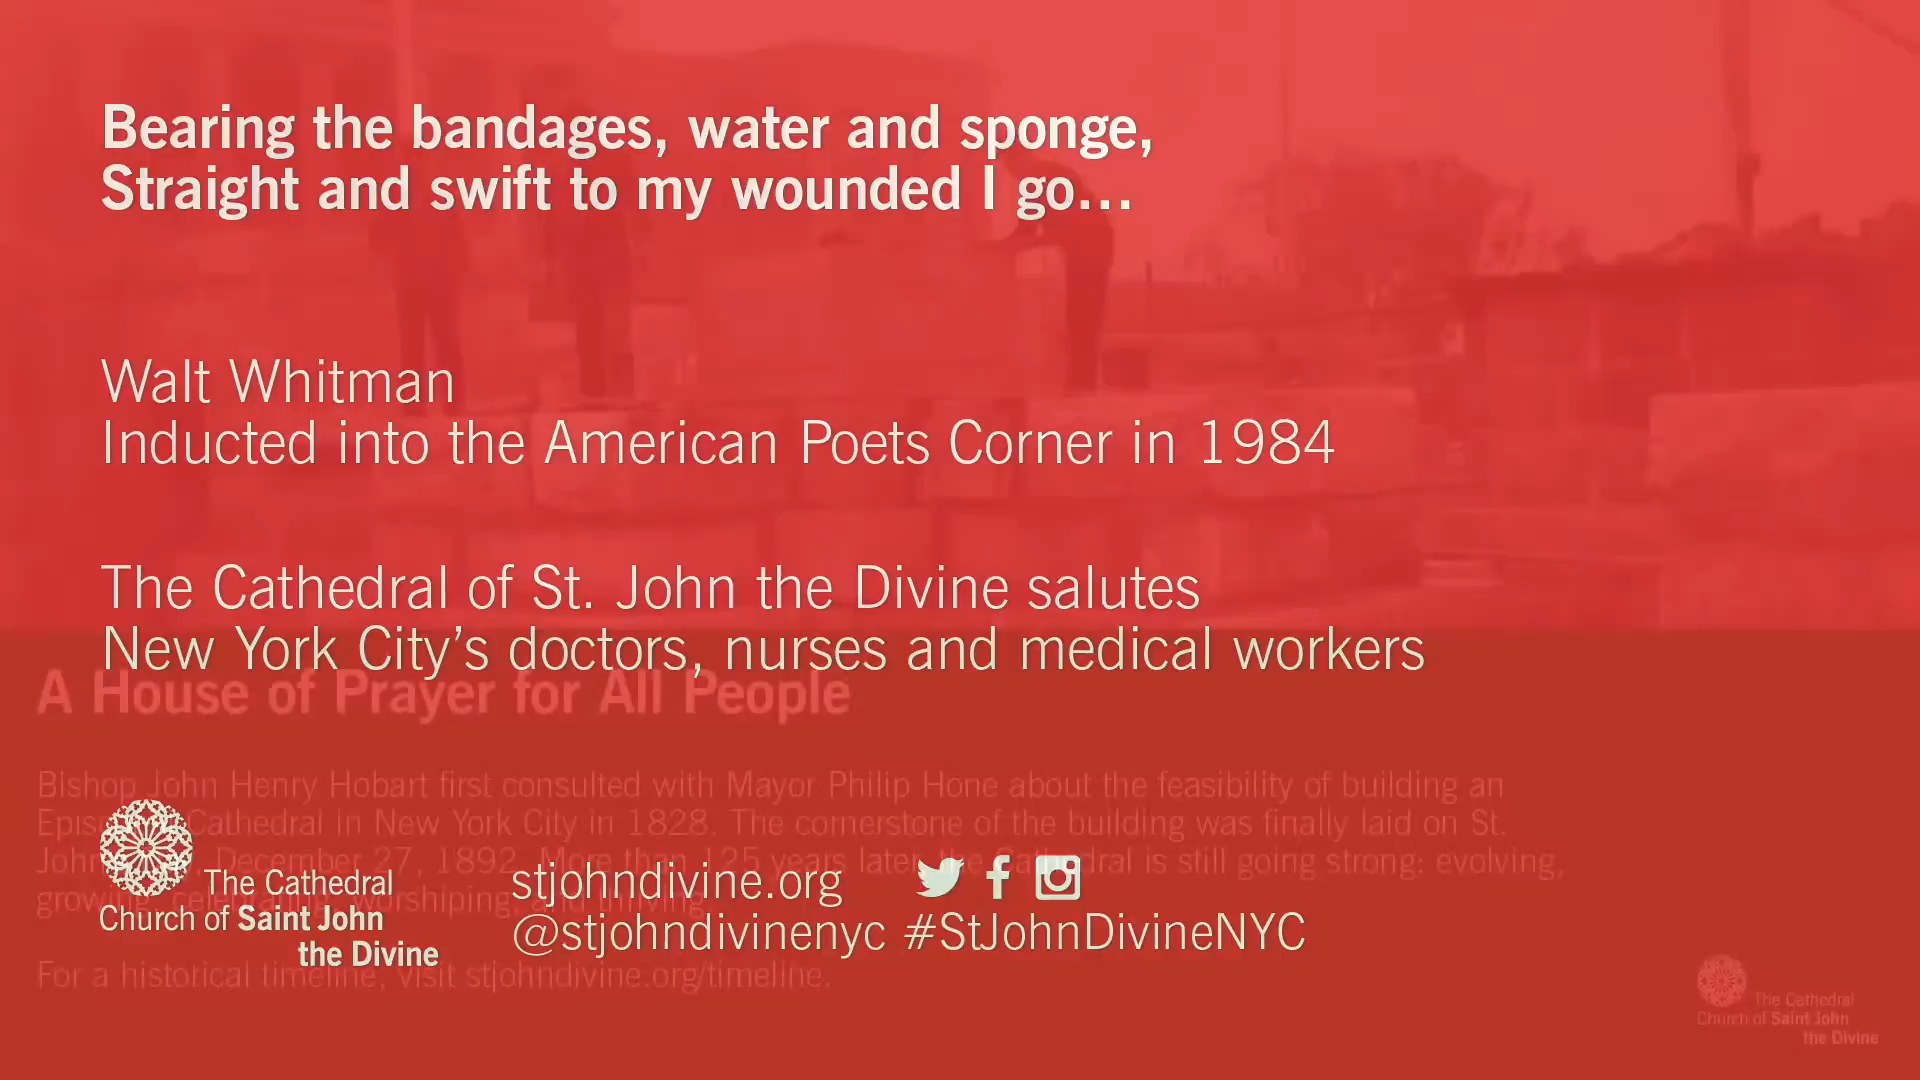 Bearing the bandages, water and sponge,
Straight and swift to my wounded I go…
Walt Whitman
Inducted into the American Poets Corner in 1984
The Cathedral of St. John the Divine salutes
New York City's doctors, nurses and medical workers
A House of Prayer for All People
Bishop John Henry Hobart first consulted with Mayor Philip Hone about the feasibility of building an
Cathedral in New York City in 1828. The cornerstone of the building was finally laid on St.
December 27, 1892. More than 125 years later, the Cathedral is still going strong: evolving,
worshiping, and thriving.
The Cathedral
Church of Saint John
the Divine
stjohndivine.org
@stjohndivinenyc #StJohnDivineNYC
For a historical timeline, visit stjohndivine.org/timeline.
The Cathedral
Church of Saint John
the Divine